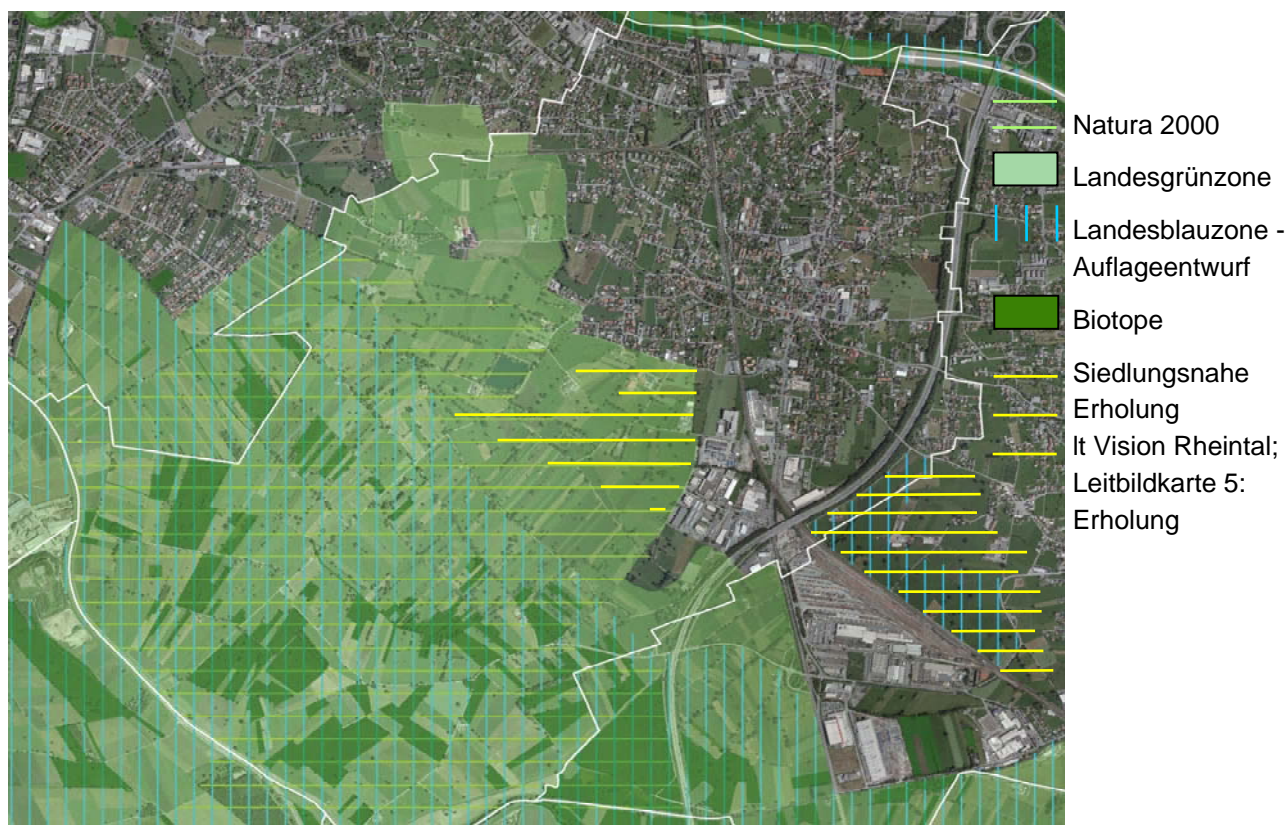 Natura 2000
Landesgrünzone
Landesblauzone -
Auflageentwurf
Biotope
Siedlungsnahe
Erholung
lt Vision Rheintal;
Leitbildkarte 5:
Erholung